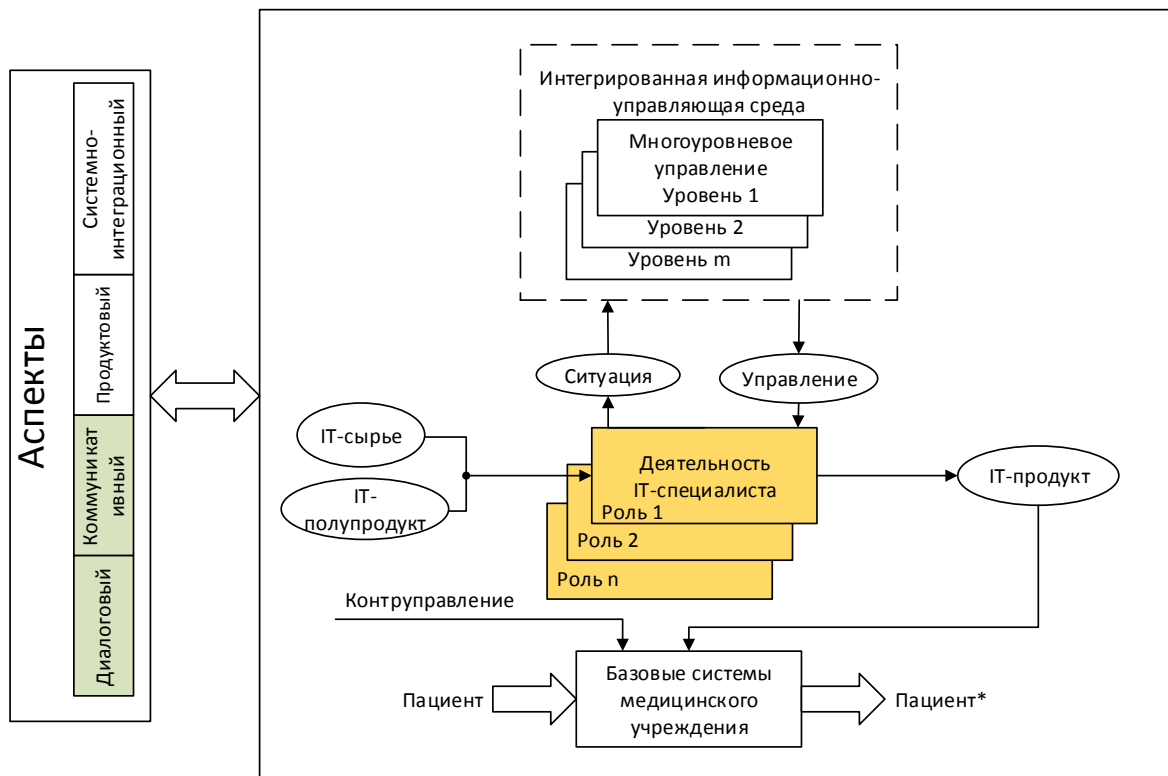 Аспекты
Системно-
интеграционный
Продуктовый
Коммуникат
ивный
Диалоговый
Интегрированная информационно-
управляющая среда
Многоуровневое
управление
Уровень 1
Уровень 2
Уровень m
Ситуация
Управление
IT-сырье
IT-
полупродукт
Деятельность
IT-специалиста
Роль 1
Роль 2
Роль n
IT-продукт
Контруправление
Пациент
Базовые системы
медицинского
учреждения
Пациент*